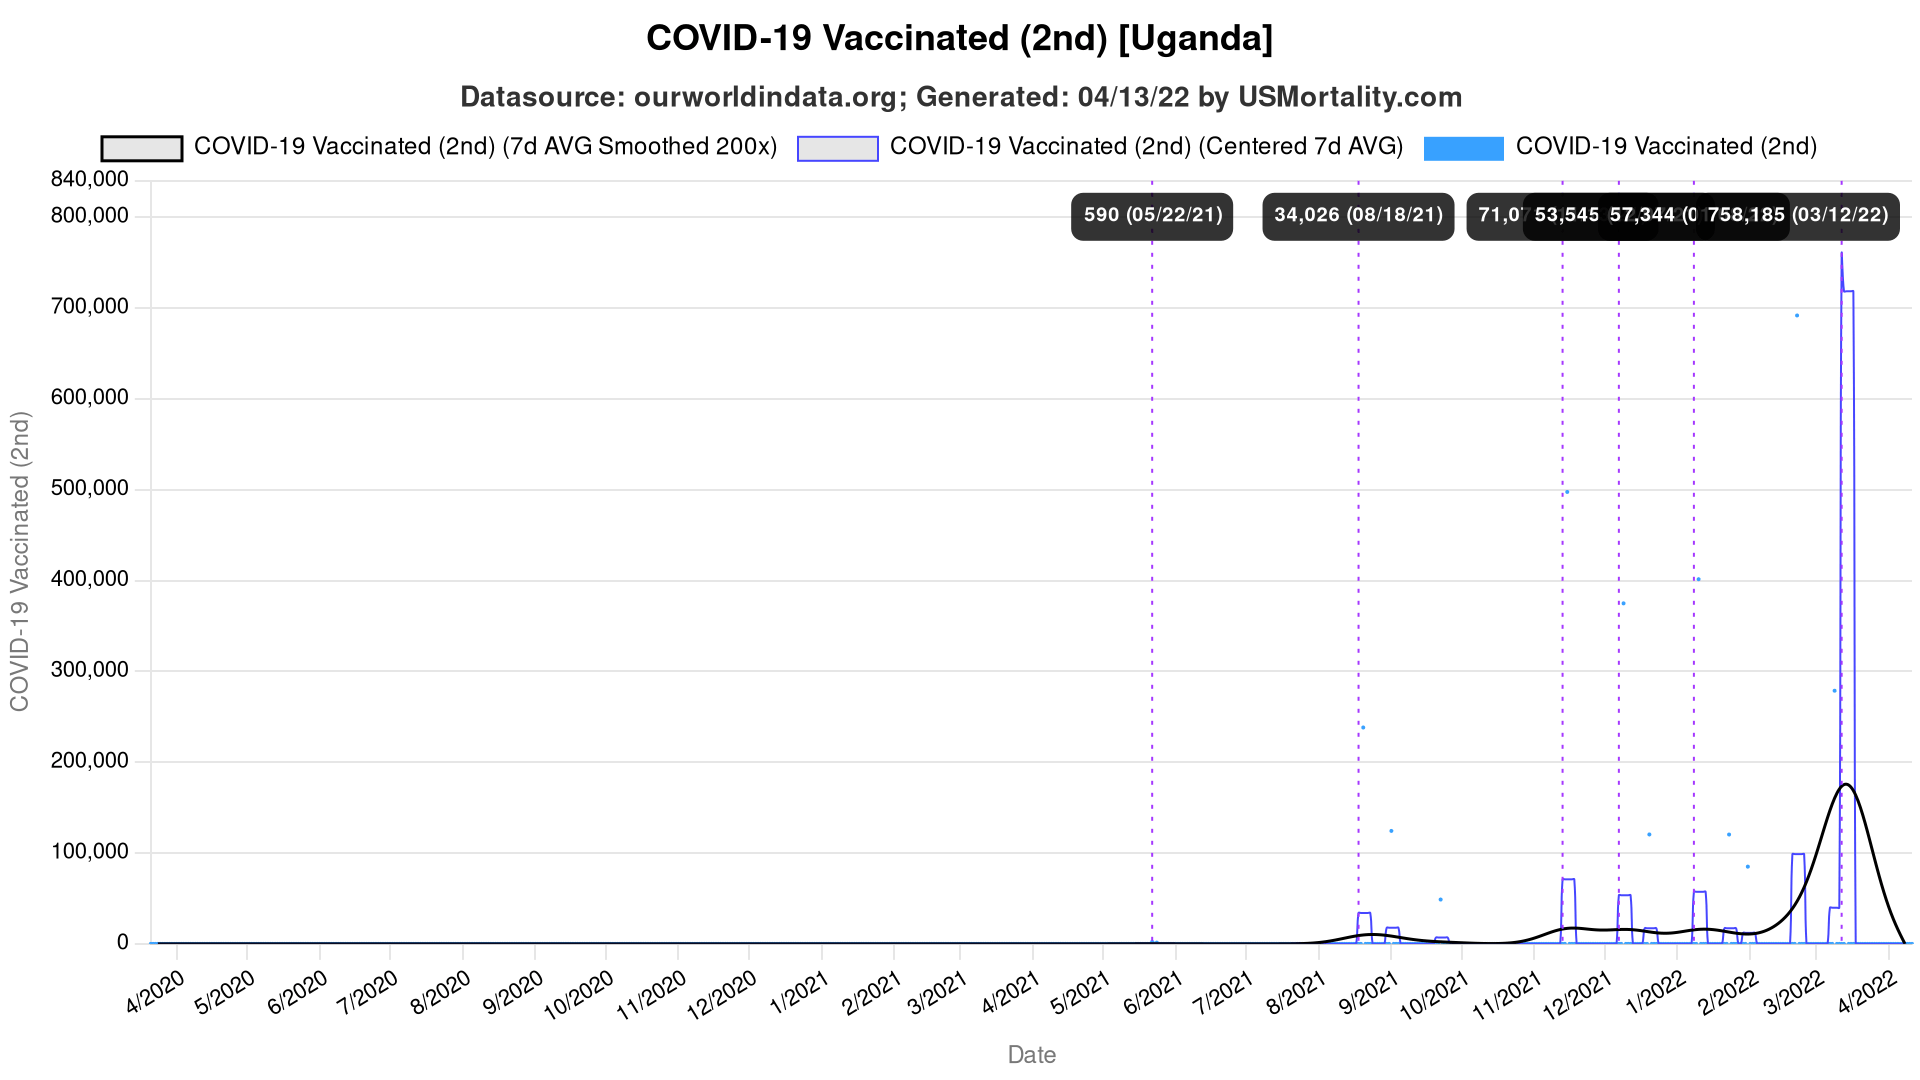 COVID-19 Vaccinated (2nd) [Uganda]
Datasource: ourworldindata.org; Generated: 04/13/22 by USMortality.com
COVID-19 Vaccinated (2nd) (7d AVG Smoothed 200x) COVID-19 Vaccinated (2nd) (Centered 7d AVG) COVID-19 Vaccinated (2nd)
840,000
800,000
700,000
600,000
500,000
400,000
300,000
200,000
100,000
0
COVID-19 Vaccinated (2nd)
590 (05/22/21) 34,026 (08/18/21) 53,545 57,344 758,185 (03/12/22)
4/2020 5/2020 6/2020 7/2020 8/2020 9/2020 10/2020 11/2020 12/2020 1/2021 2/2021 3/2021 4/2021 5/2021 6/2021 7/2021 8/2021 9/2021 10/2021 11/2021 12/2021 1/2022 2/2022 3/2022 4/2022
Date